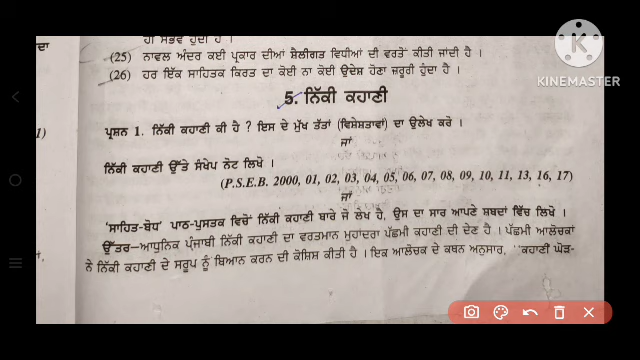 ਹੀ ਸੰਭਵ ਹੁੰਦੀ ਹੈ ।
(25) ਨਾਵਲ ਅੰਦਰ ਕਈ ਪ੍ਰਕਾਰ ਦੀਆਂ ਸ਼ੈਲੀਗਤ ਵਿਧੀਆਂ ਦੀ ਵਰਤੋਂ ਕੀਤੀ ਜਾਂਦੀ ਹੈ ।
(26) ਹਰ ਇੱਕ ਸਾਹਿਤਕ ਕਿਰਤ ਦਾ ਕੋਈ ਨਾ ਕੋਈ ਉਦੇਸ਼ ਹੋਣਾ ਜ਼ਰੂਰੀ ਹੁੰਦਾ ਹੈ ।
KINEMASTER
5. ਨਿੱਕੀ ਕਹਾਣੀ
ਪ੍ਰਸ਼ਨ 1. ਨਿੱਕੀ ਕਹਾਣੀ ਕੀ ਹੈ ? ਇਸ ਦੇ ਮੁੱਖ ਤੱਤਾਂ (ਵਿਸ਼ੇਸ਼ਤਾਵਾਂ) ਦਾ ਉਲੇਖ ਕਰੋ ।
ਜਾਂ
ਨਿੱਕੀ ਕਹਾਣੀ ਉੱਤੇ ਸੰਖੇਪ ਨੋਟ ਲਿਖੋ ।
(P.S.E.B. 2000, 01, 02, 03, 04, 05, 06, 07, 08, 09, 10, 11, 13, 16, 17)
ਜਾਂ
'ਸਾਹਿਤ-ਬੋਧ' ਪਾਠ-ਪੁਸਤਕ ਵਿਚੋਂ ਨਿੱਕੀ ਕਹਾਣੀ ਬਾਰੇ ਜੋ ਲੇਖ ਹੈ, ਉਸ ਦਾ ਸਾਰ ਆਪਣੇ ਸ਼ਬਦਾਂ ਵਿੱਚ ਲਿਖੋ ।
ਉੱਤਰ—ਆਧੁਨਿਕ ਪੰਜਾਬੀ ਨਿੱਕੀ ਕਹਾਣੀ ਦਾ ਵਰਤਮਾਨ ਮੁਹਾਂਦਰਾ ਪੱਛਮੀ ਕਹਾਣੀ ਦੀ ਦੇਣ ਹੈ । ਪੱਛਮੀ ਆਲੋਚਕਾਂ
ਨੇ ਨਿੱਕੀ ਕਹਾਣੀ ਦੇ ਸਰੂਪ ਨੂੰ ਬਿਆਨ ਕਰਨ ਦੀ ਕੋਸ਼ਿਸ਼ ਕੀਤੀ ਹੈ । ਇਕ ਆਲੋਚਕ ਦੇ ਕਥਨ ਅਨੁਸਾਰ, "ਕਹਾਣੀ ਘੋੜ-
ਦਾ
1)